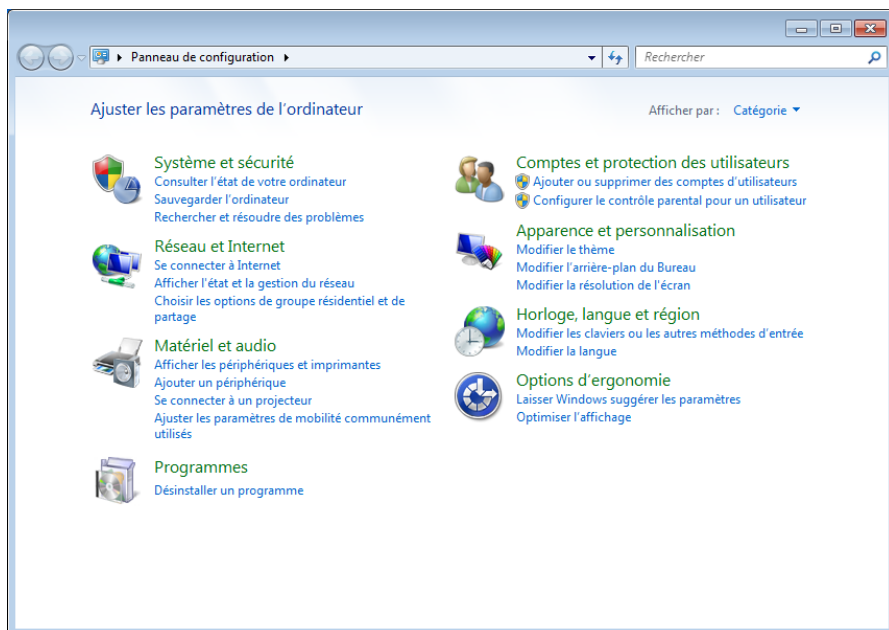 Panneau de configuration
Rechercher
Ajuster les paramètres de l'ordinateur
Afficher par : Catégorie
Système et sécurité
Consulter l'état de votre ordinateur
Sauvegarder l'ordinateur
Rechercher et résoudre des problèmes
Réseau et Internet
Se connecter à Internet
Afficher l'état et la gestion du réseau
Choisir les options de groupe résidentiel et de
partage
Matériel et audio
Afficher les périphériques et imprimantes
Ajouter un périphérique
Se connecter à un projecteur
Ajuster les paramètres de mobilité communément
utilisés
Programmes
Désinstaller un programme
Comptes et protection des utilisateurs
Ajouter ou supprimer des comptes d'utilisateurs
Configurer le contrôle parental pour un utilisateur
Apparence et personnalisation
Modifier le thème
Modifier l'arrière-plan du Bureau
Modifier la résolution de l'écran
Horloge, langue et région
Modifier les claviers ou les autres méthodes d'entrée
Modifier la langue
Options d'ergonomie
Laisser Windows suggérer les paramètres
Optimiser l'affichage